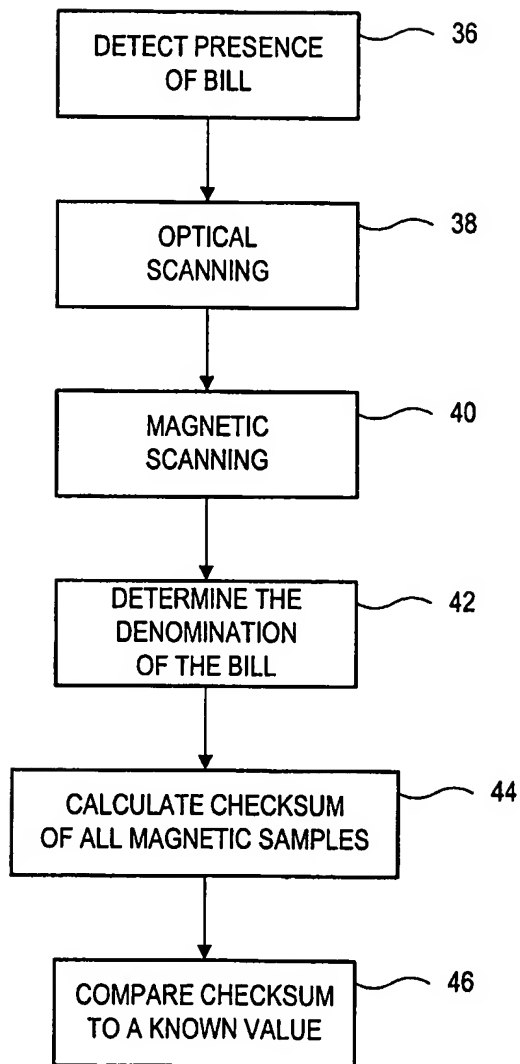 DETECT PRESENCE
OF BILL
36
OPTICAL
SCANNING
38
MAGNETIC
SCANNING
40
DETERMINE THE
DENOMINATION
OF THE BILL
42
CALCULATE CHECKSUM
OF ALL MAGNETIC SAMPLES
44
COMPARE CHECKSUM
TO A KNOWN VALUE
46